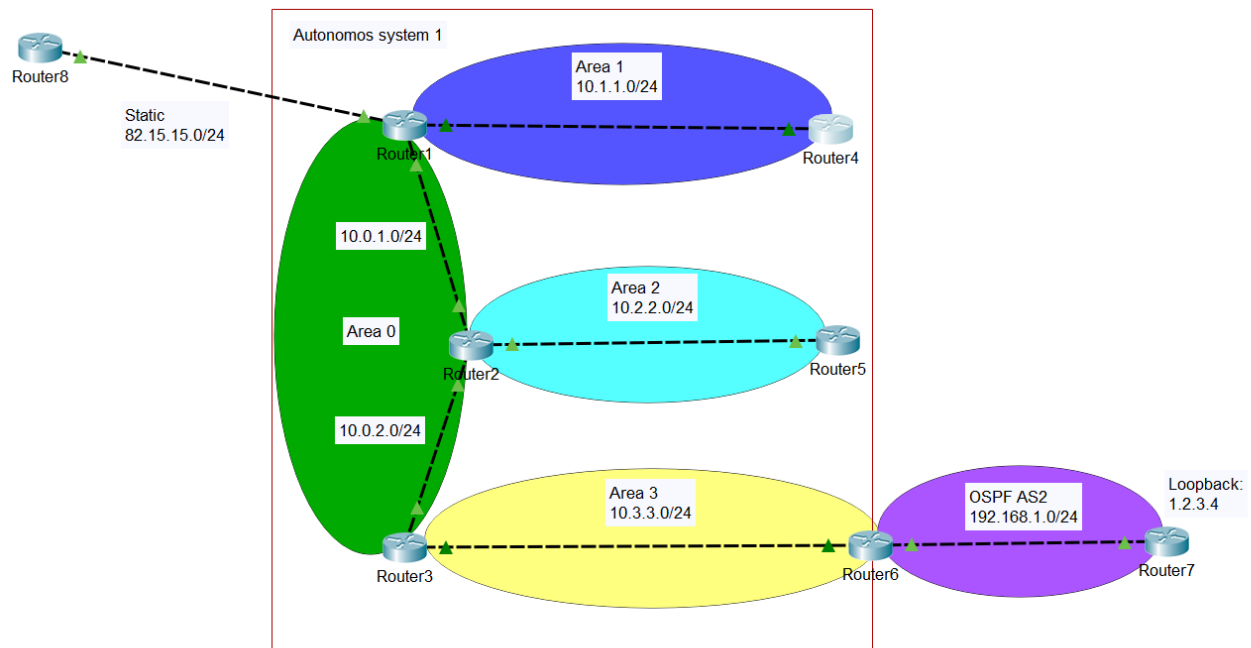 Autonomos system 1
Router8
Static
82.15.15.0/24
Router1
Area 1
10.1.1.0/24
Router4
10.0.1.0/24
Area 0
Area 2
10.2.2.0/24
Router2
Router5
10.0.2.0/24
Area 3
10.3.3.0/24
Router3
Router6
OSPF AS2
192.168.1.0/24
Loopback:
1.2.3.4
Router7